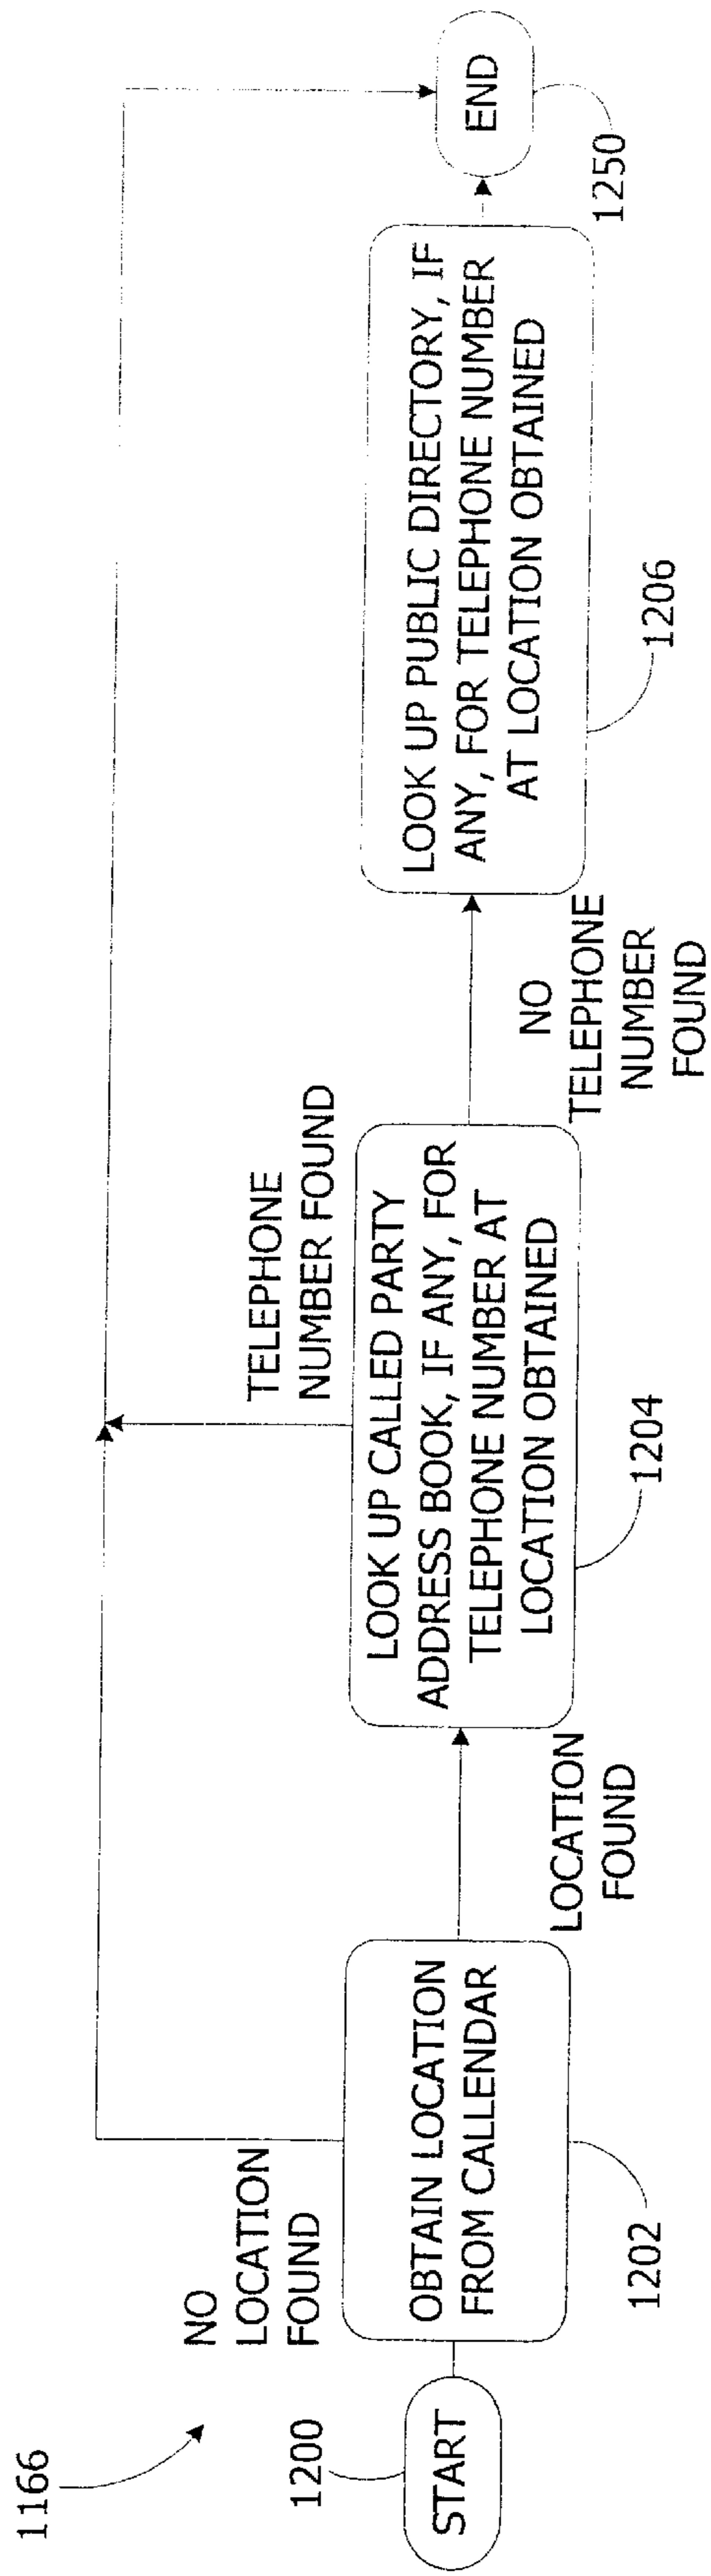 1166
1200
START
NO
LOCATION
FOUND
OBTAIN LOCATION
FROM CALLENDAR
1202
LOCATION
FOUND
TELEPHONE
NUMBER FOUND
LOOK UP CALLED PARTY
ADDRESS BOOK, IF ANY, FOR
TELEPHONE NUMBER AT
LOCATION OBTAINED
1204
NO
TELEPHONE
NUMBER
FOUND
LOOK UP PUBLIC DIRECTORY, IF
ANY, FOR TELEPHONE NUMBER
AT LOCATION OBTAINED
1206
END
1250